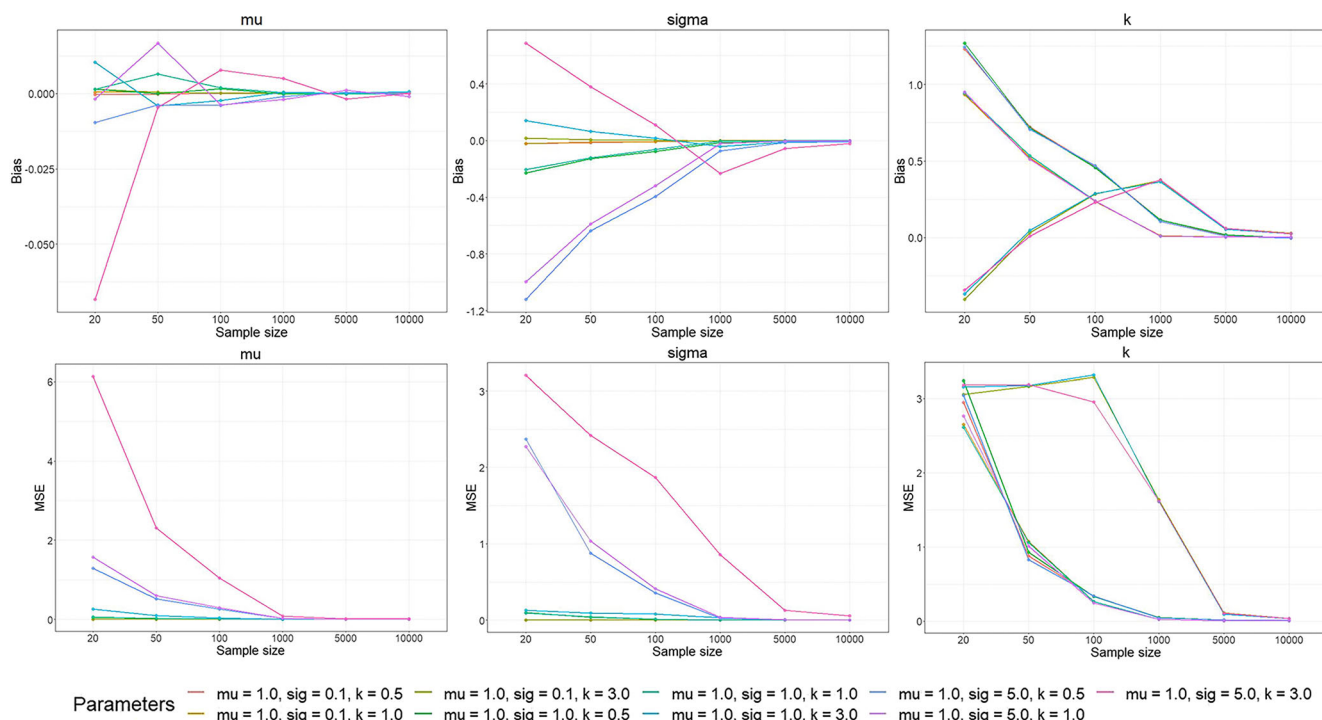 mu
sigma
k
0.000
-0.025
-0.050
Bias
20 50 100 1000 5000 10000
Sample size
0.4
0.0
-0.4
-0.8
-1.2
Bias
20 50 100 1000 5000 10000
Sample size
1.0
0.5
0.0
Bias
20 50 100 1000 5000 10000
Sample size
mu
sigma
k
6
4
2
0
MSE
20 50 100 1000 5000 10000
Sample size
3
2
1
0
MSE
20 50 100 1000 5000 10000
Sample size
3
2
1
0
MSE
20 50 100 1000 5000 10000
Sample size
Parameters
mu = 1.0, sig = 0.1, k = 0.5
mu = 1.0, sig = 0.1, k = 3.0
mu = 1.0, sig = 1.0, k = 1.0
mu = 1.0, sig = 5.0, k = 0.5
mu = 1.0, sig = 5.0, k = 3.0
mu = 1.0, sig = 0.1, k = 1.0
mu = 1.0, sig = 1.0, k = 0.5
mu = 1.0, sig = 1.0, k = 3.0
mu = 1.0, sig = 5.0, k = 1.0